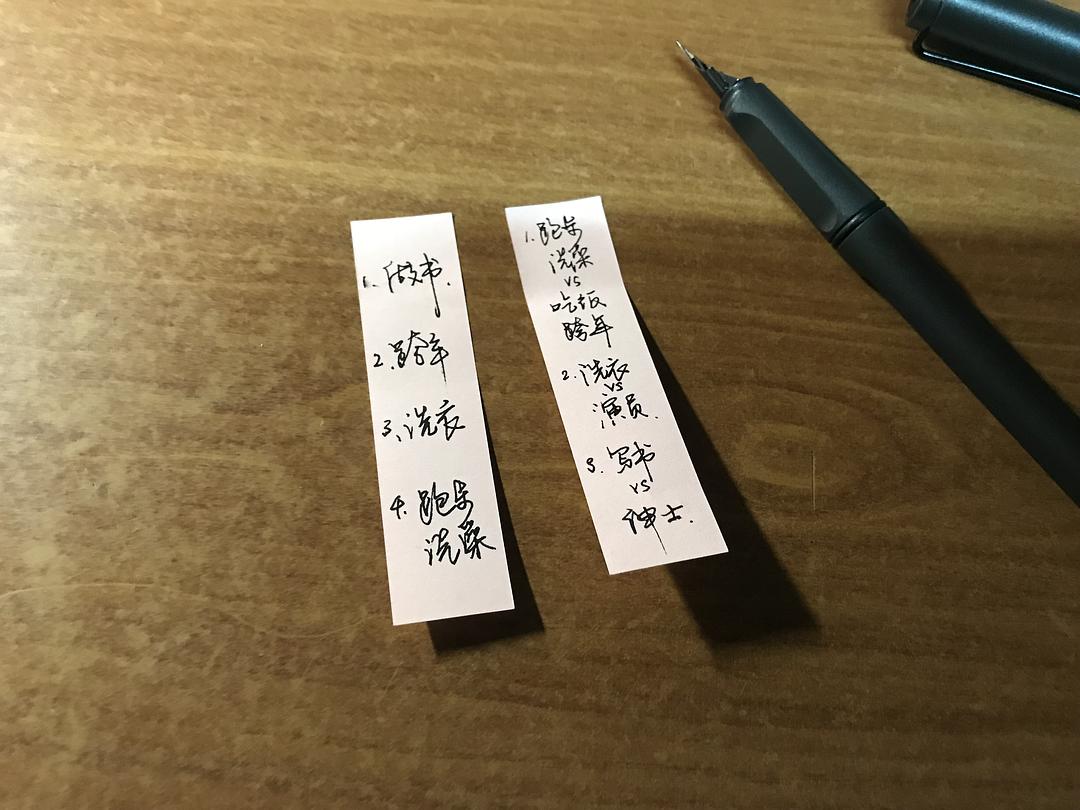 1. 做书.
2. 跨年
3、洗衣
4. 跑步
洗澡
1. 跑步
洗澡
vs
吃饭
跨年
2. 洗衣
vs
演员.
3. 写书
vs
绅士.